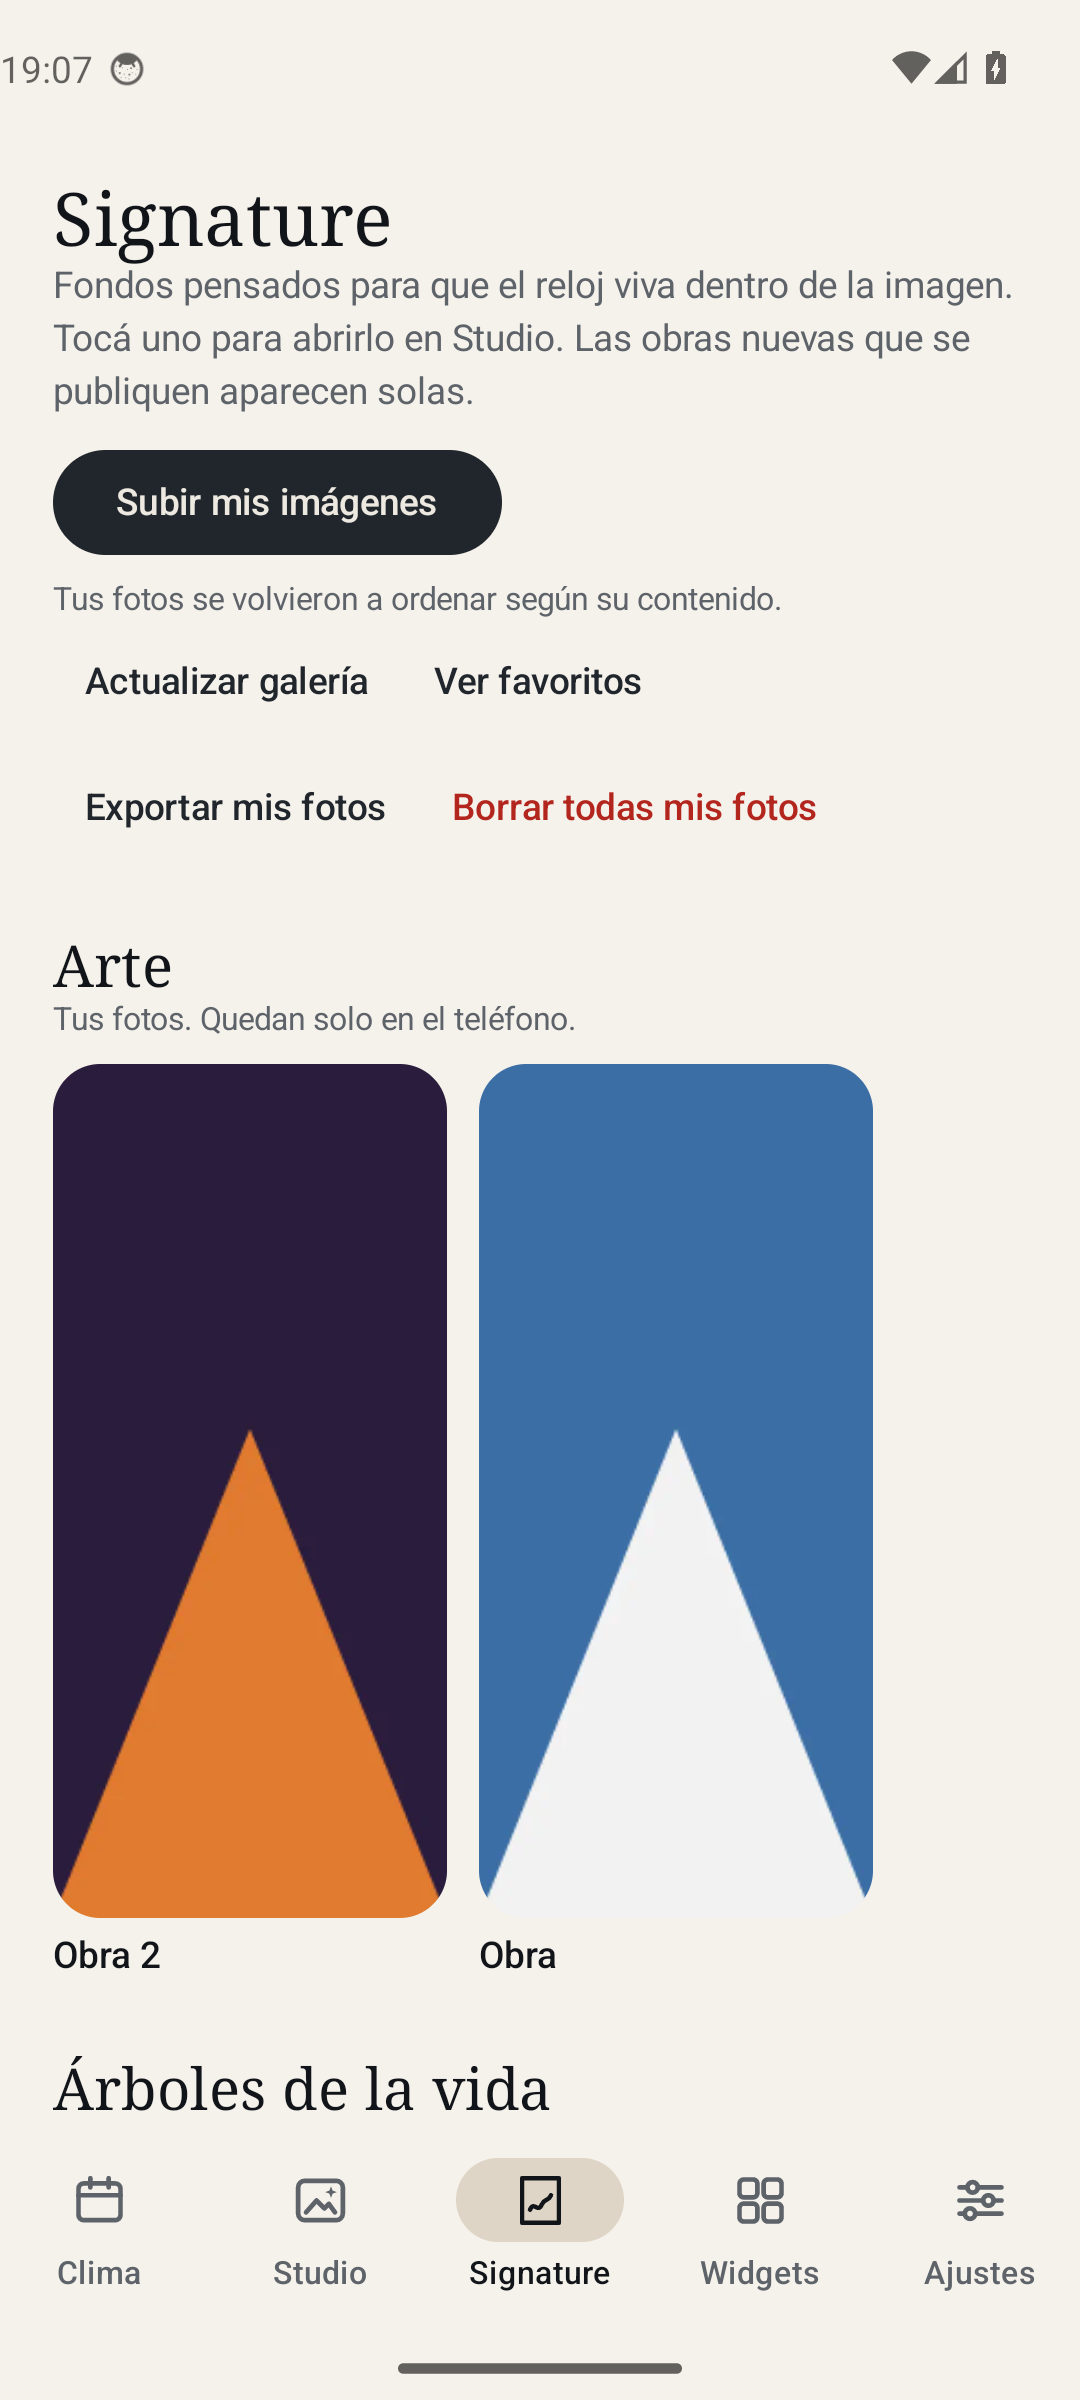 19:07
Signature
Fondos pensados para que el reloj viva dentro de la imagen.
Tocá uno para abrirlo en Studio. Las obras nuevas que se
publiquen aparecen solas.
Subir mis imágenes
Tus fotos se volvieron a ordenar según su contenido.
Actualizar galería Ver favoritos
Exportar mis fotos Borrar todas mis fotos
Arte
Tus fotos. Quedan solo en el teléfono.
Obra 2 Obra
Árboles de la vida
Clima Studio Signature Widgets Ajustes